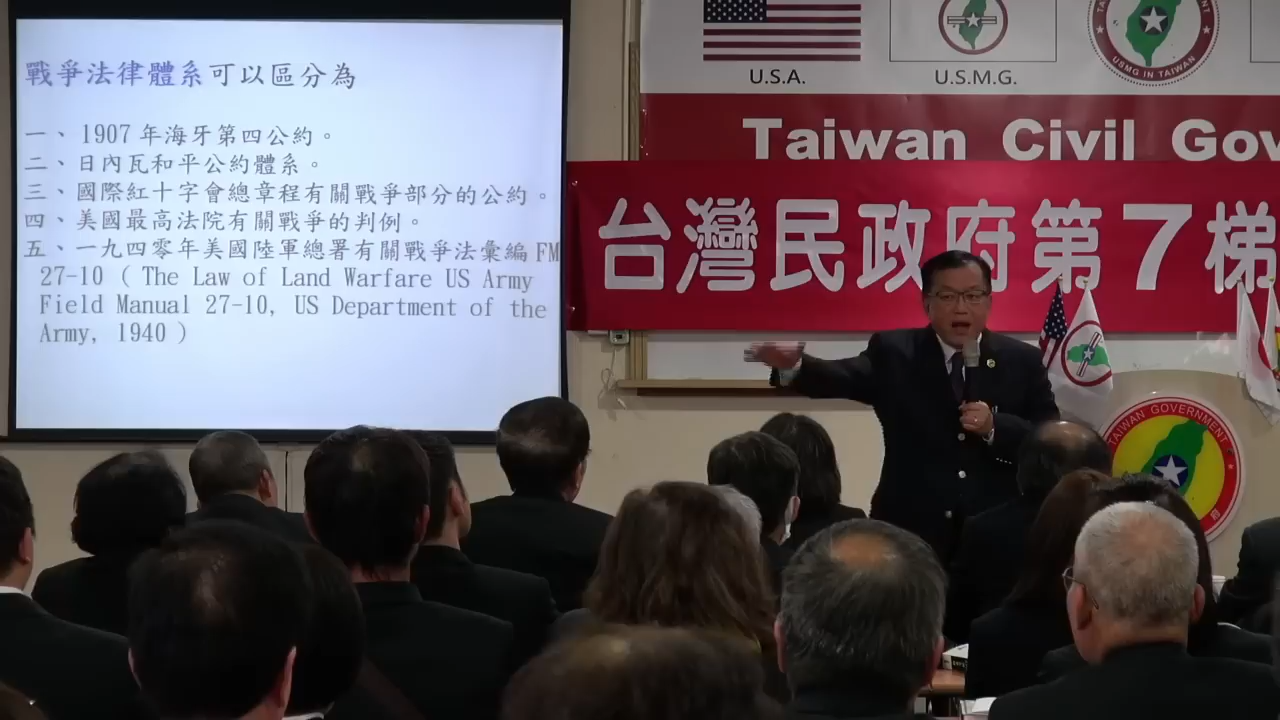 戰爭法律體系可以區分為
一、1907年海牙第四公約。
二、日內瓦和平公約體系。
三、國際紅十字會總章程有關戰爭部分的公約。
四、美國最高法院有關戰爭的判例。
五、一九四零年美國陸軍總署有關戰爭法彙編 FM
27-10 ( The Law of Land Warfare US Army
Field Manual 27-10, US Department of the
Army, 1940 )
U.S.A.
U.S.M.G.
USMG IN TAIWAN
Taiwan Civil Gov
台灣民政府第7梯
TAIWAN GOVERNMENT